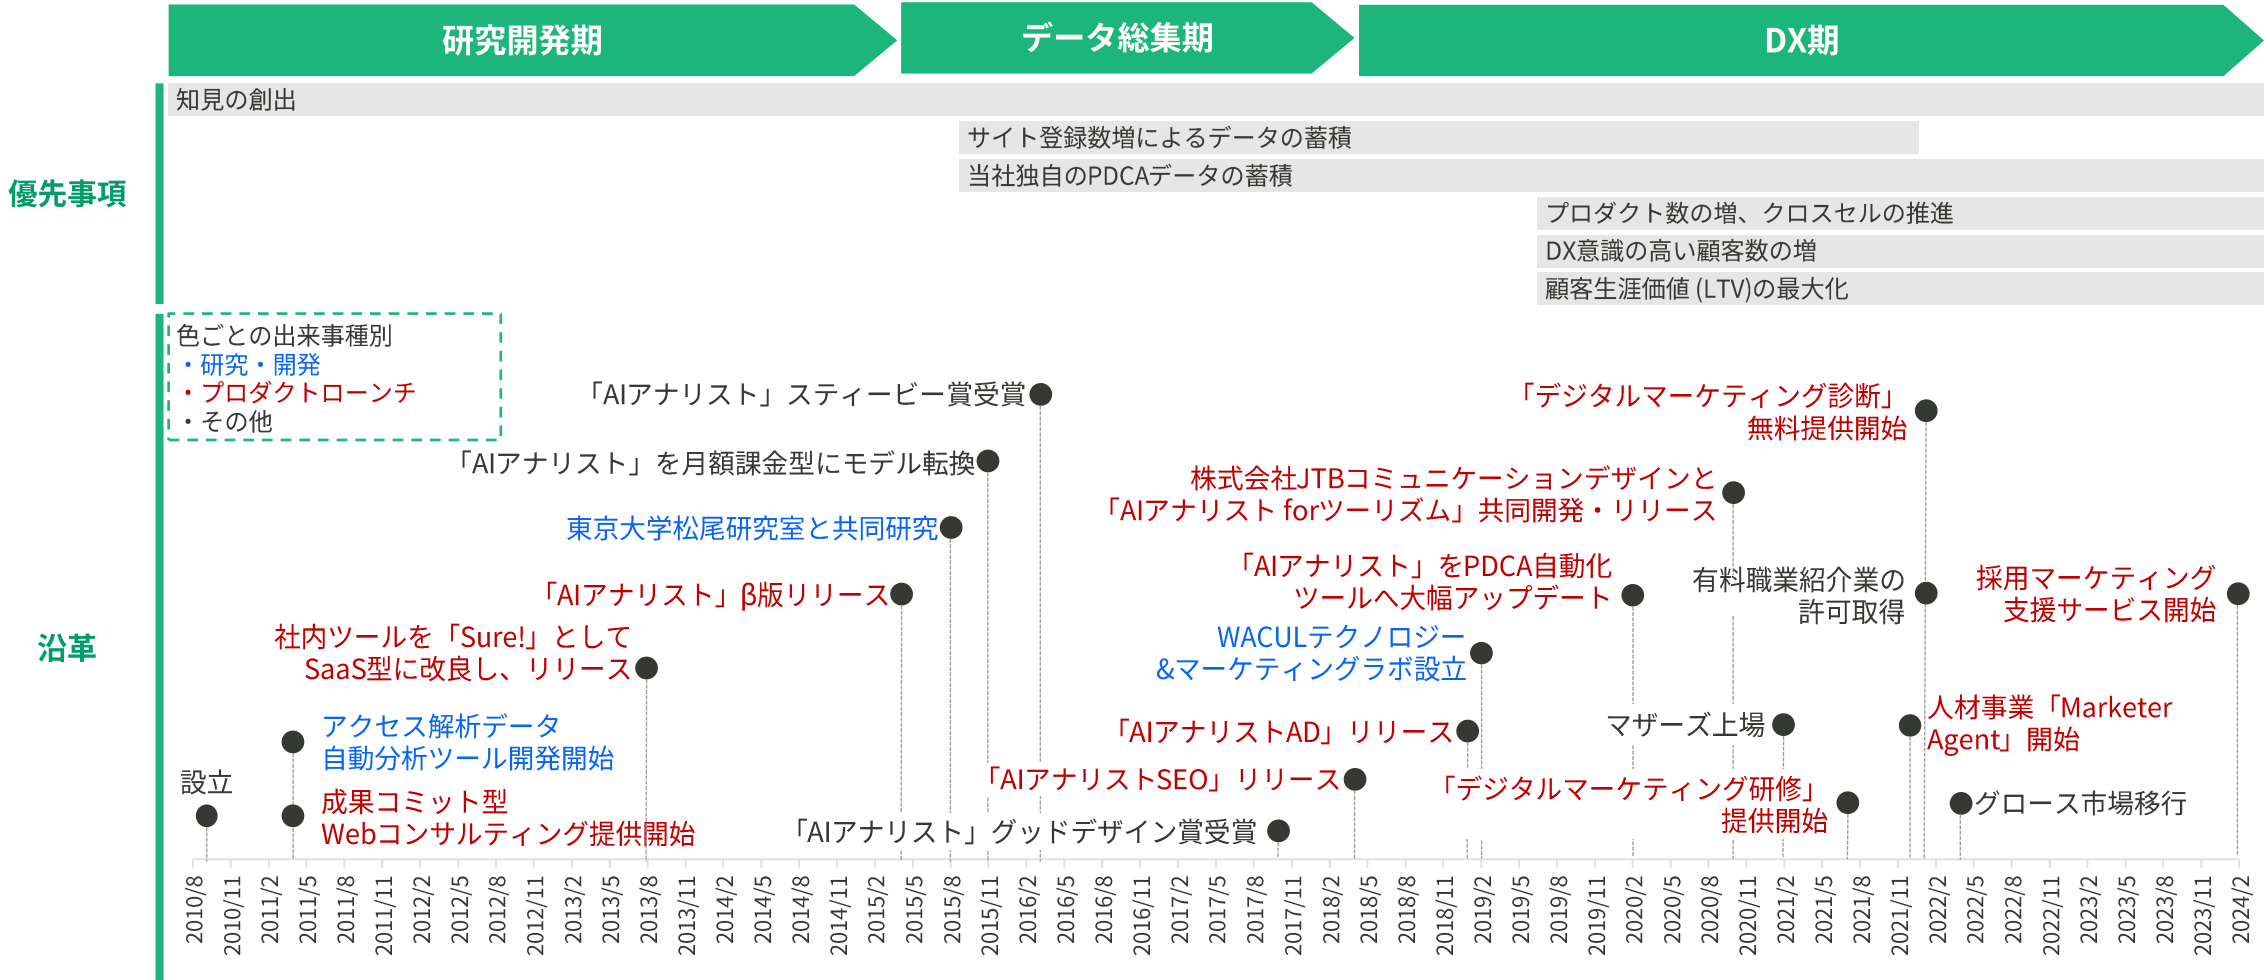 研究開発期
データ総集期
DX期
優先事項
知見の創出
サイト登録数増によるデータの蓄積
当社独自のPDCAデータの蓄積
プロダクト数の増、クロスセルの推進
DX意識の高い顧客数の増
顧客生涯価値 (LTV)の最大化
沿革
色ごとの出来事種別
・研究・開発
・プロダクトローンチ
・その他
設立
アクセス解析データ
自動分析ツール開発開始
成果コミット型
Webコンサルティング提供開始
社内ツールを「Sure!」として
SaaS型に改良し、リリース
「AIアナリスト」β版リリース
東京大学松尾研究室と共同研究
「AIアナリスト」を月額課金型にモデル転換
「AIアナリスト」スティービー賞受賞
「AIアナリスト」グッドデザイン賞受賞
「AIアナリストSEO」リリース
「AIアナリストAD」リリース
WACULテクノロジー
&マーケティングラボ設立
「AIアナリスト」をPDCA自動化
ツールへ大幅アップデート
株式会社JTBコミュニケーションデザインと
「AIアナリスト forツーリズム」共同開発・リリース
マザーズ上場
「デジタルマーケティング研修」
提供開始
人材事業「Marketer
Agent」開始
「デジタルマーケティング診断」
無料提供開始
有料職業紹介業の
許可取得
グロース市場移行
採用マーケティング
支援サービス開始
2010/8
2010/11
2011/2
2011/5
2011/8
2011/11
2012/2
2012/5
2012/8
2012/11
2013/2
2013/5
2013/8
2013/11
2014/2
2014/5
2014/8
2014/11
2015/2
2015/5
2015/8
2015/11
2016/2
2016/5
2016/8
2016/11
2017/2
2017/5
2017/8
2017/11
2018/2
2018/5
2018/8
2018/11
2019/2
2019/5
2019/8
2019/11
2020/2
2020/5
2020/8
2020/11
2021/2
2021/5
2021/8
2021/11
2022/2
2022/5
2022/8
2022/11
2023/2
2023/5
2023/8
2023/11
2024/2